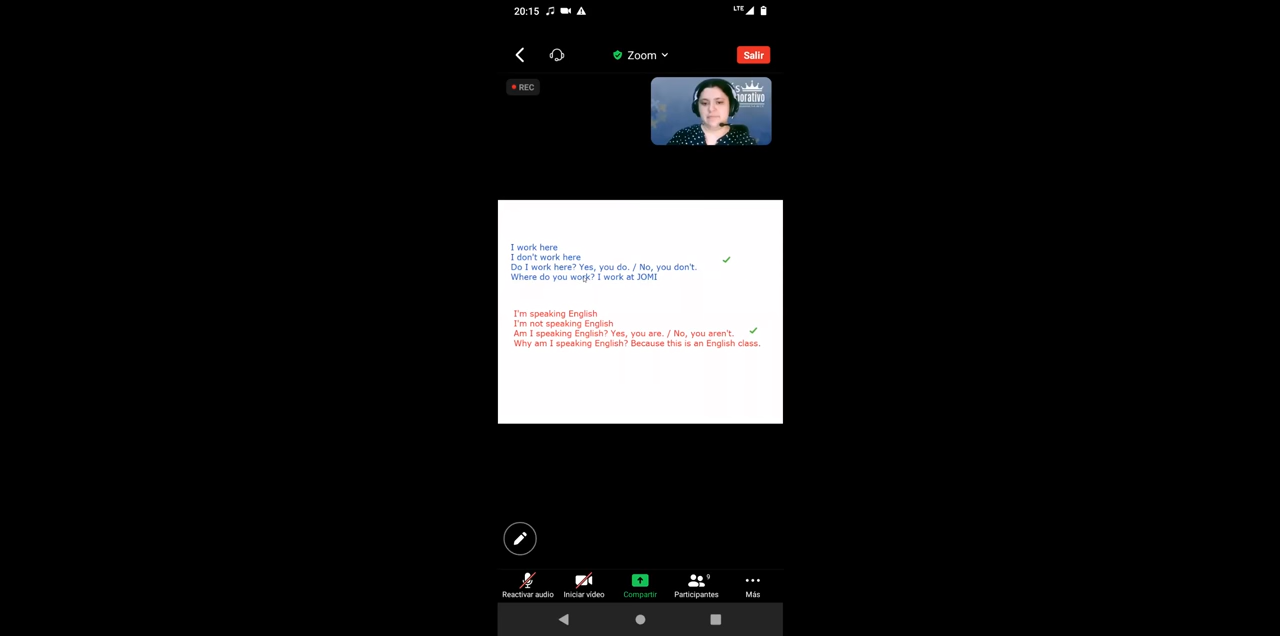 20:15
LTE
Zoom
Salir
REC
I work here
I don't work here
Do I work here? Yes, you do. / No, you don't.
Where do you work? I work at JOMI
I'm speaking English
I'm not speaking English
Am I speaking English? Yes, you are. / No, you aren't.
Why am I speaking English? Because this is an English class.
9
Reactivar audio
Iniciar vídeo
Compartir
Participantes
Más